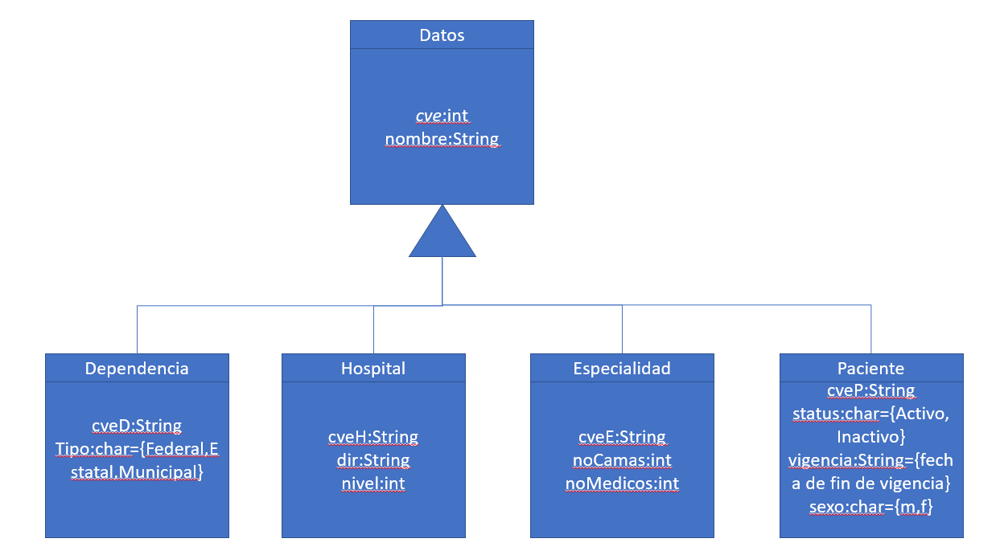 Datos
cve:int
nombre:String
Dependencia
cveD:String
Tipo:char={Federal,E
statal,Municipal}
Hospital
cveH:String
dir:String
nivel:int
Especialidad
cveE:String
noCamas:int
noMedicos:int
Paciente
cveP:String
status:char={Activo,
Inactivo}
vigencia:String={fech
a de fin de vigencia}
sexo:char={m,f}